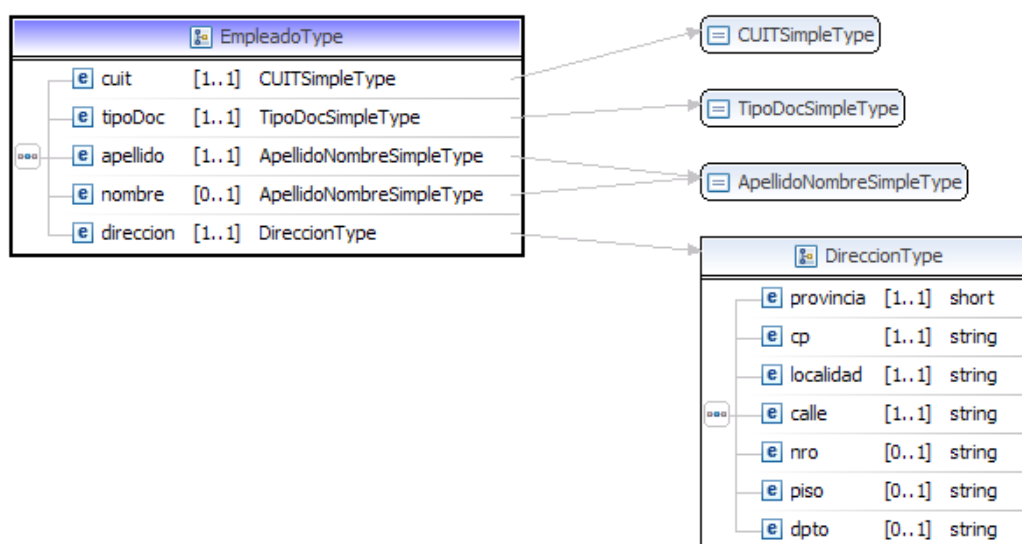 EmpleadoType
e cuit [1..1] CUITSimpleType
e tipoDoc [1..1] TipoDocSimpleType
e apellido [1..1] ApellidoNombreSimpleType
e nombre [0..1] ApellidoNombreSimpleType
e direccion [1..1] DireccionType
CUITSimpleType
TipoDocSimpleType
ApellidoNombreSimpleType
DireccionType
e provincia [1..1] short
e cp [1..1] string
e localidad [1..1] string
e calle [1..1] string
e nro [0..1] string
e piso [0..1] string
e dpto [0..1] string